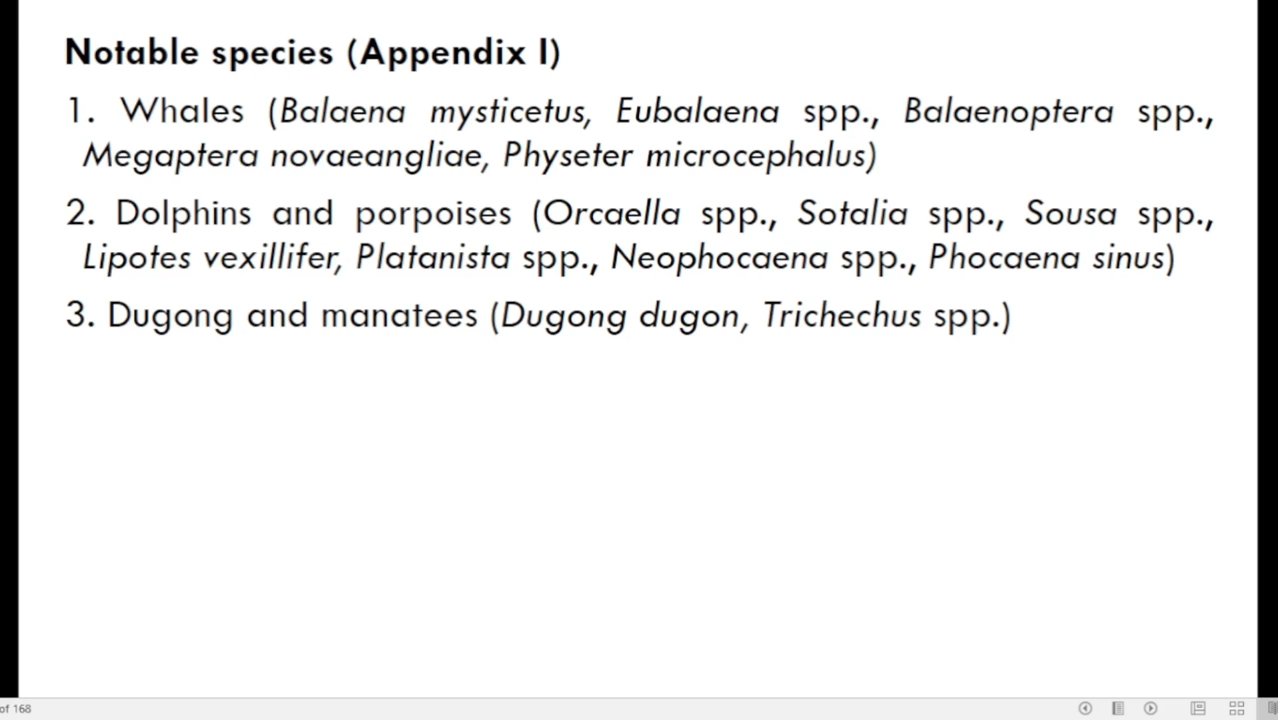 Notable species (Appendix I)
1. Whales (Balaena mysticetus, Eubalaena spp., Balaenoptera spp.,
Megaptera novaeangliae, Physeter microcephalus)
2. Dolphins and porpoises (Orcaella spp., Sotalia spp., Sousa spp.,
Lipotes vexillifer, Platanista spp., Neophocaena spp., Phocaena sinus)
3. Dugong and manatees (Dugong dugon, Trichechus spp.)
of 168